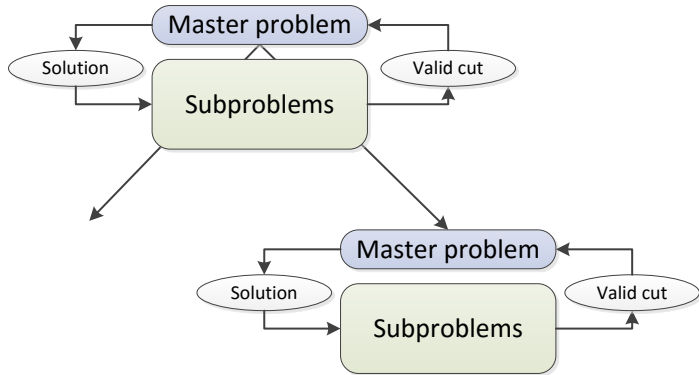 Master problem
Solution
Valid cut
Subproblems
Master problem
Solution
Valid cut
Subproblems